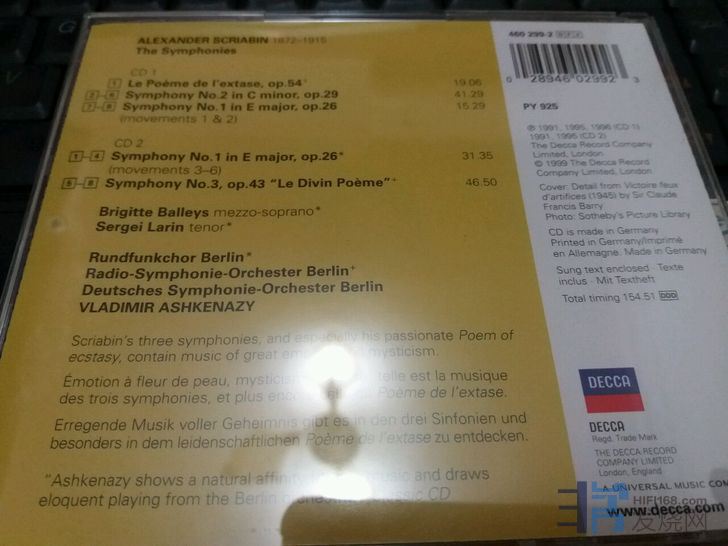 ALEXANDER SCRIABIN 1872–1915
The Symphonies
CD 1
1 Le Poème de l'extase, op.54+ 19.06
2–6 Symphony No.2 in C minor, op.29 41.29
7–8 Symphony No.1 in E major, op.26 15.29
(movements 1 & 2)
CD 2
1–4 Symphony No.1 in E major, op.26* 31.35
(movements 3–6)
5–8 Symphony No.3, op.43 "Le Divin Poème"+ 46.50
Brigitte Balleys mezzo-soprano*
Sergei Larin tenor*
Rundfunkchor Berlin*
Radio-Symphonie-Orchester Berlin+
Deutsches Symphonie-Orchester Berlin
VLADIMIR ASHKENAZY
Scriabin's three symphonies, and especially his passionate Poem of
ecstasy, contain music of great mysticism.
Émotion à fleur de peau, telle est la musique
des trois symphonies, et plus Poème de l'extase.
Erregende Musik voller Geheimnis gibt es in den drei Sinfonien und
besonders in dem leidenschaftlichen Poème de l'extase zu entdecken.
"Ashkenazy shows a natural and draws
eloquent playing from the Berlin Classic CD
460 299-2
0 28946 02992 3
PY 925
℗ 1991, 1995, 1996 (CD 1)
1991, 1995 (CD 2)
The Decca Record Company
Limited, London
© 1999 The Decca Record
Company Limited, London
Cover: Detail from Victoire feux
d'artifices (1945) by Sir Claude
Francis Barry
Photo: Sotheby's Picture Library
CD is made in Germany
Printed in Germany/Imprimé
en Allemagne. Made in Germany
Sung text enclosed · Texte
inclus · Mit Textheft
Total timing 154.51 DDD
DECCA
DECCA
Regd. Trade Mark
THE DECCA RECORD
COMPANY LIMITED
London, England
A UNIVERSAL MUSIC COM
www.decca.com
HIFI168.com
发烧网